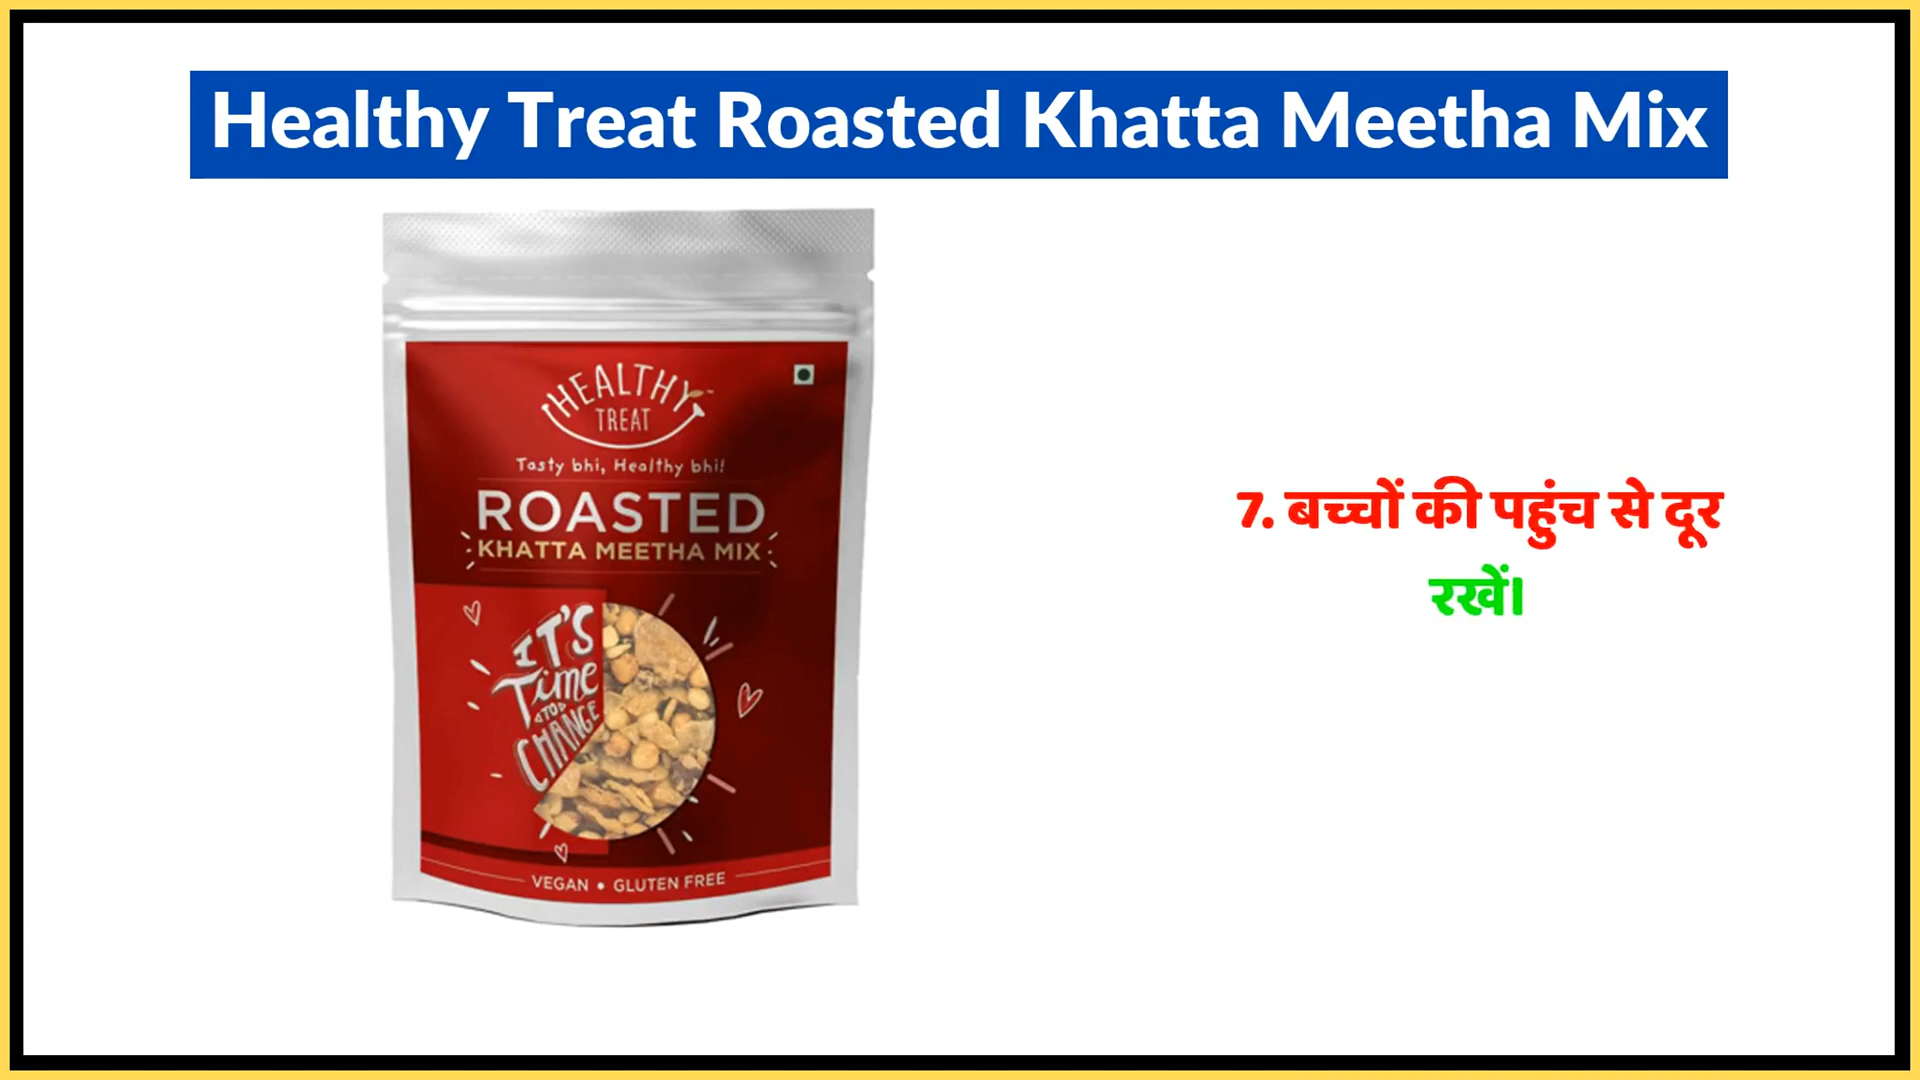 Healthy Treat Roasted Khatta Meetha Mix
HEALTHY™
TREAT
Tasty bhi, Healthy bhi!
ROASTED
KHATTA MEETHA MIX
IT'S
Time
TO
CHANGE
VEGAN • GLUTEN FREE
7. बच्चों की पहुंच से दूर
रखें।